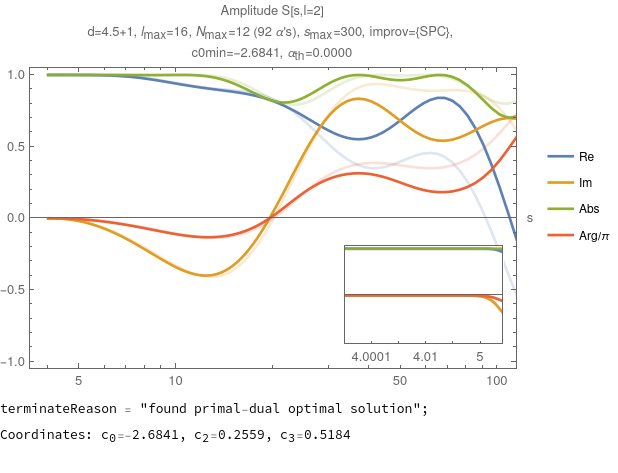 Amplitude S[s,l=2]
d=4.5+1, lmax=16, Nmax=12 (92 α's), smax=300, improv={SPC},
c0min=−2.6841, αth=0.0000
1.0
0.5
0.0
−0.5
−1.0
s
Re
Im
Abs
Arg/π
4.0001 4.01 5
5 10 50 100
terminateReason = "found primal-dual optimal solution";
Coordinates: c0=-2.6841, c2=0.2559, c3=0.5184